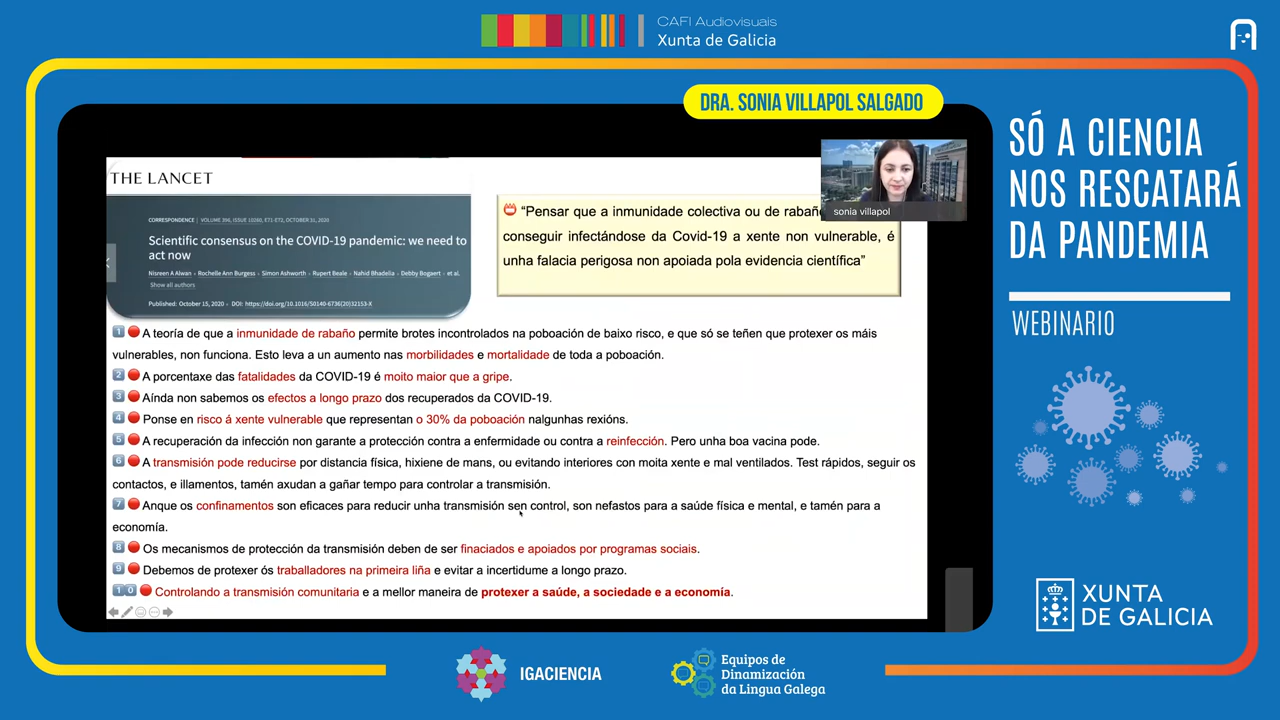 CAFI Audiovisuais
Xunta de Galicia
DRA. SONIA VILLAPOL SALGADO
SÓ A CIENCIA
NOS RESCATARÁ
DA PANDEMIA
WEBINARIO
THE LANCET
CORRESPONDENCE | VOLUME 396, ISSUE 10260, E71-E72, OCTOBER 31, 2020
Scientific consensus on the COVID-19 pandemic: we need to
act now
Nisreen A Alwan • Rochelle Ann Burgess • Simon Ashworth • Rupert Beale • Nahid Bhadelia • Debby Bogaert • et al.
Show all authors
Published: October 15, 2020 • DOI: https://doi.org/10.1016/S0140-6736(20)32153-X
“Pensar que a inmunidade colectiva ou de rabaño
conseguir infectándose da Covid-19 a xente non vulnerable, é
unha falacia perigosa non apoiada pola evidencia científica”
sonia villapol
1 A teoría de que a inmunidade de rabaño permite brotes incontrolados na poboación de baixo risco, e que só se teñen que protexer os máis
vulnerables, non funciona. Esto leva a un aumento nas morbilidades e mortalidade de toda a poboación.
2 A porcentaxe das fatalidades da COVID-19 é moito maior que a gripe.
3 Aínda non sabemos os efectos a longo prazo dos recuperados da COVID-19.
4 Ponse en risco á xente vulnerable que representan o 30% da poboación nalgunhas rexións.
5 A recuperación da infección non garante a protección contra a enfermidade ou contra a reinfección. Pero unha boa vacina pode.
6 A transmisión pode reducirse por distancia física, hixiene de mans, ou evitando interiores con moita xente e mal ventilados. Test rápidos, seguir os
contactos, e illamentos, tamén axudan a gañar tempo para controlar a transmisión.
7 Anque os confinamentos son eficaces para reducir unha transmisión sen control, son nefastos para a saúde física e mental, e tamén para a
economía.
8 Os mecanismos de protección da transmisión deben de ser finaciados e apoiados por programas sociais.
9 Debemos de protexer ós traballadores na primeira liña e evitar a incertidume a longo prazo.
10 Controlando a transmisión comunitaria e a mellor maneira de protexer a saúde, a sociedade e a economía.
XUNTA
DE GALICIA
IGACIENCIA
Equipos de
Dinamización
da Lingua Galega